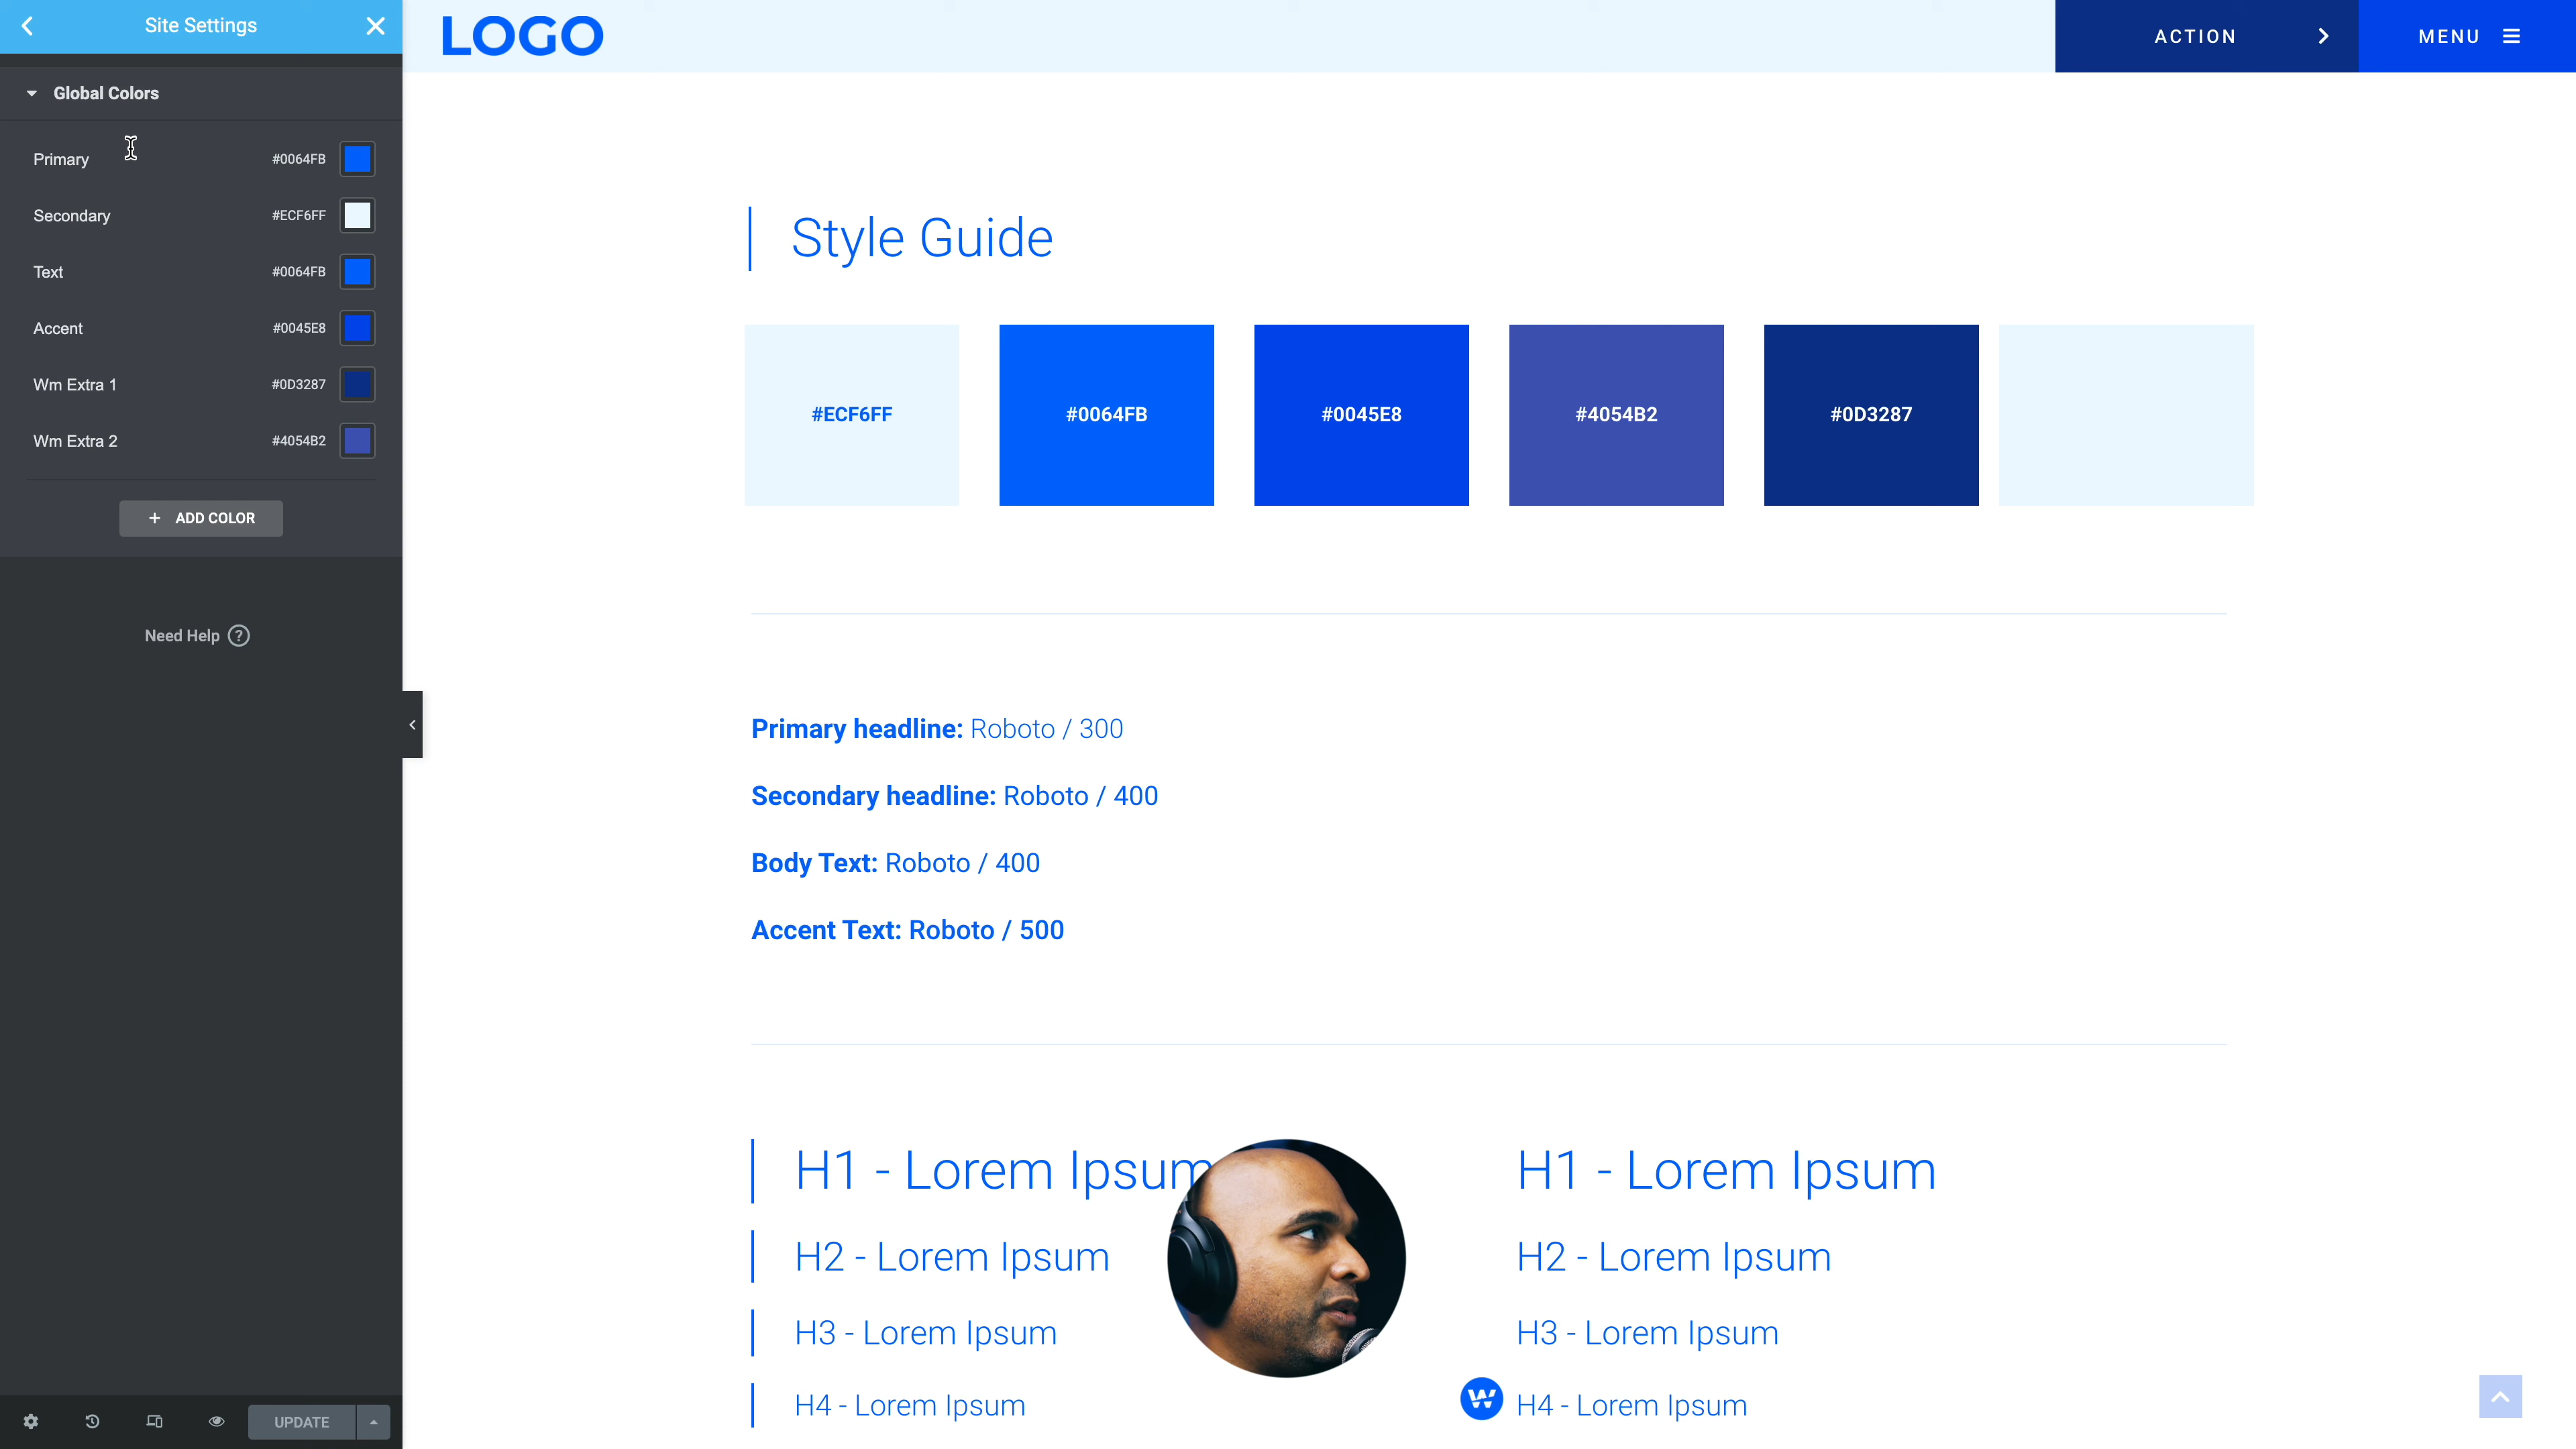 Site Settings
Global Colors
Primary #0064FB
Secondary #ECF6FF
Text #0064FB
Accent #0045E8
Wm Extra 1 #0D3287
Wm Extra 2 #4054B2
+ ADD COLOR
Need Help ?
UPDATE
LOGO
ACTION
MENU
Style Guide
#ECF6FF #0064FB #0045E8 #4054B2 #0D3287
Primary headline: Roboto / 300
Secondary headline: Roboto / 400
Body Text: Roboto / 400
Accent Text: Roboto / 500
H1 - Lorem Ipsum
H2 - Lorem Ipsum
H3 - Lorem Ipsum
H4 - Lorem Ipsum
H1 - Lorem Ipsum
H2 - Lorem Ipsum
H3 - Lorem Ipsum
W
H4 - Lorem Ipsum